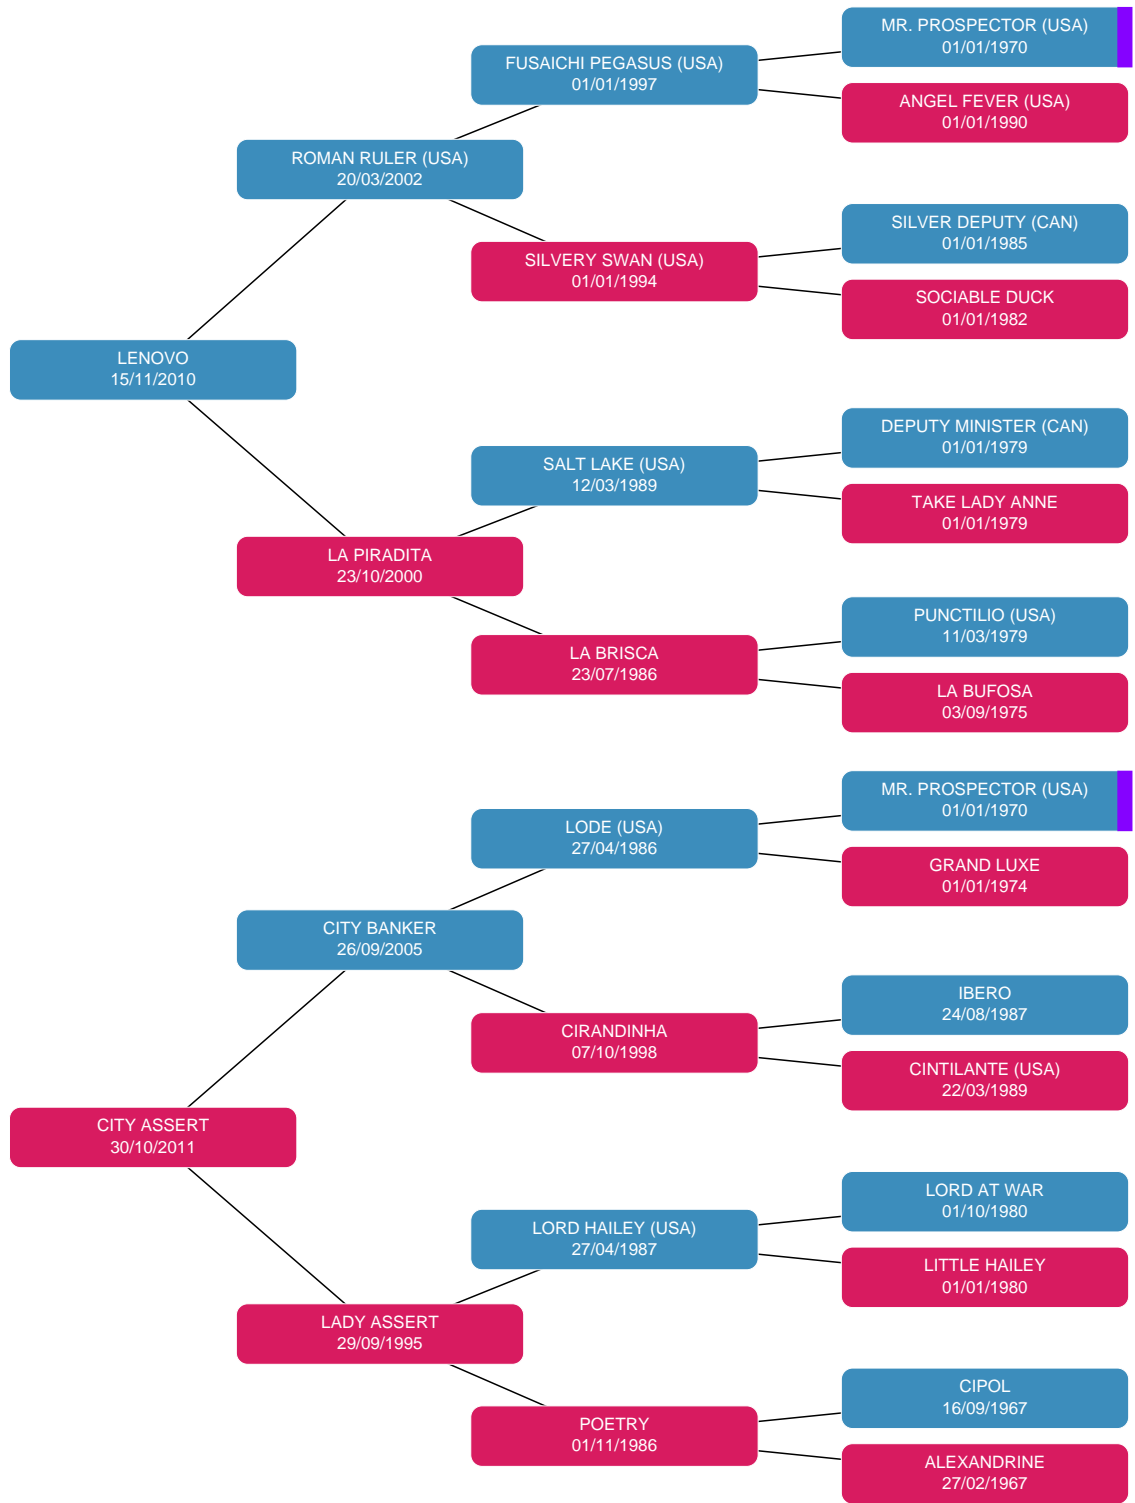 MR. PROSPECTOR (USA)
01/01/1970
FUSAICHI PEGASUS (USA)
01/01/1997
ANGEL FEVER (USA)
01/01/1990
ROMAN RULER (USA)
20/03/2002
SILVER DEPUTY (CAN)
01/01/1985
SILVERY SWAN (USA)
01/01/1994
SOCIABLE DUCK
01/01/1982
LENOVO
15/11/2010
DEPUTY MINISTER (CAN)
01/01/1979
SALT LAKE (USA)
12/03/1989
TAKE LADY ANNE
01/01/1979
LA PIRADITA
23/10/2000
PUNCTILIO (USA)
11/03/1979
LA BRISCA
23/07/1986
LA BUFOSA
03/09/1975
MR. PROSPECTOR (USA)
01/01/1970
LODE (USA)
27/04/1986
GRAND LUXE
01/01/1974
CITY BANKER
26/09/2005
IBERO
24/08/1987
CIRANDINHA
07/10/1998
CINTILANTE (USA)
22/03/1989
CITY ASSERT
30/10/2011
LORD AT WAR
01/10/1980
LORD HAILEY (USA)
27/04/1987
LITTLE HAILEY
01/01/1980
LADY ASSERT
29/09/1995
CIPOL
16/09/1967
POETRY
01/11/1986
ALEXANDRINE
27/02/1967